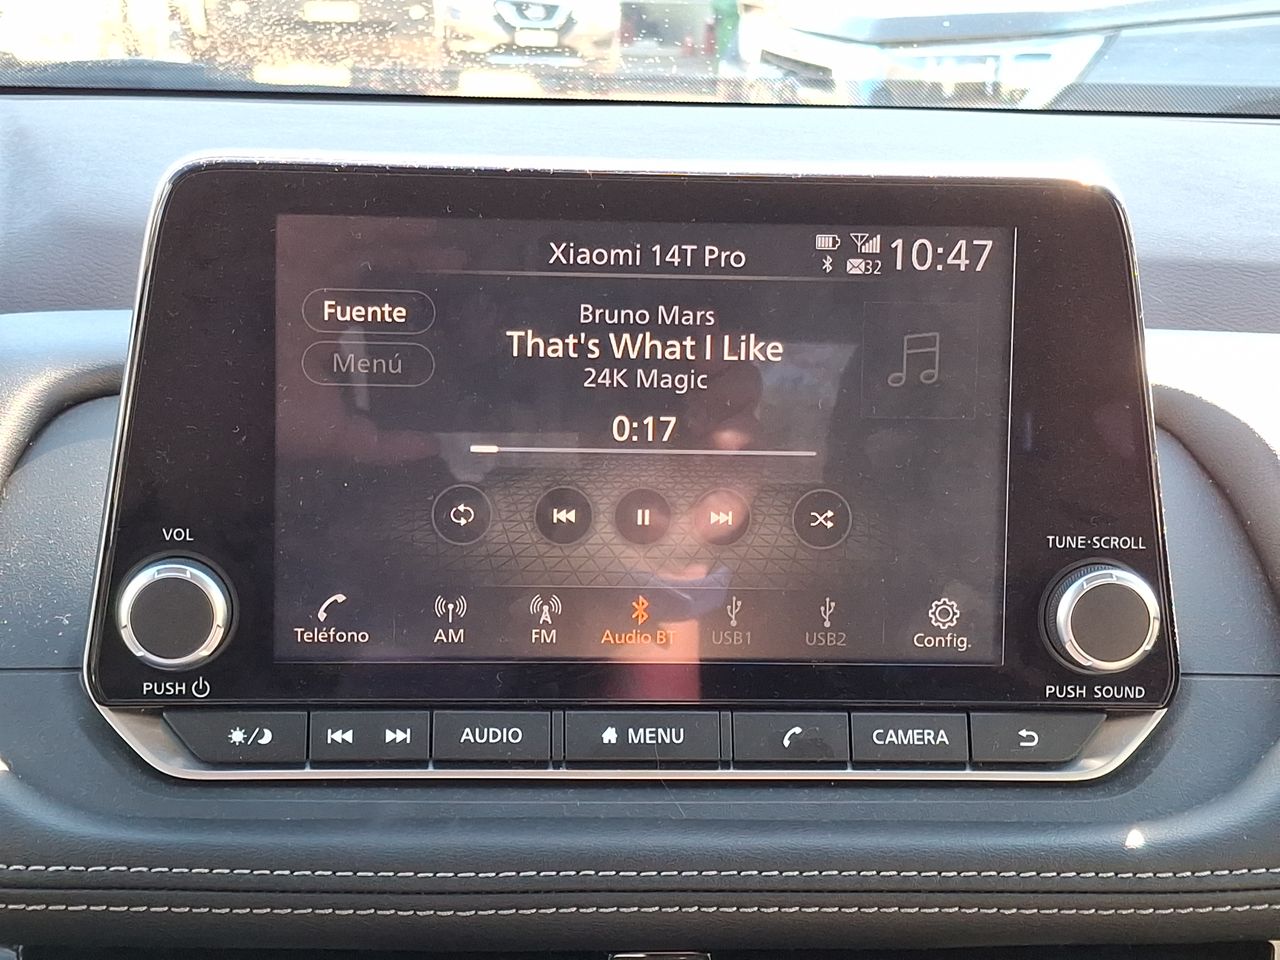 Xiaomi 14T Pro
32
10:47
Fuente
Menú
Bruno Mars
That's What I Like
24K Magic
0:17
VOL
TUNE·SCROLL
Teléfono
AM
FM
Audio BT
USB1
USB2
Config.
PUSH
PUSH SOUND
AUDIO
MENU
CAMERA